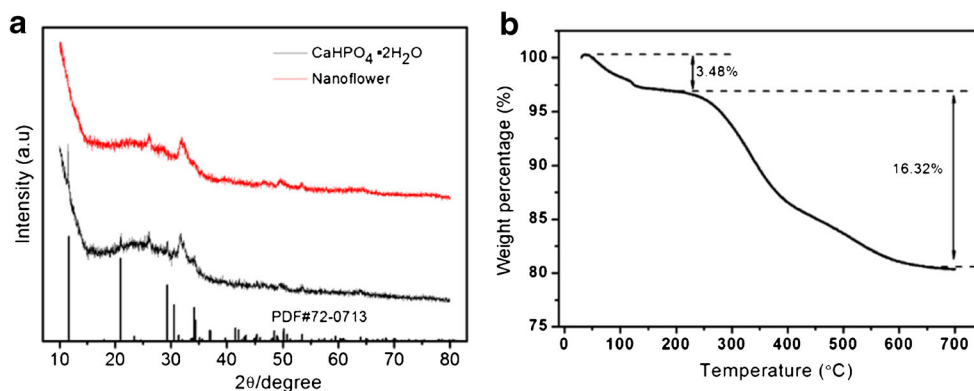 a
CaHPO₄▪2H₂O
Nanoflower
Intensity (a.u)
PDF#72-0713
10 20 30 40 50 60 70 80
2θ/degree
b
100
95
90
85
80
75
Weight percentage (%)
3.48%
16.32%
0 100 200 300 400 500 600 700
Temperature (°C)